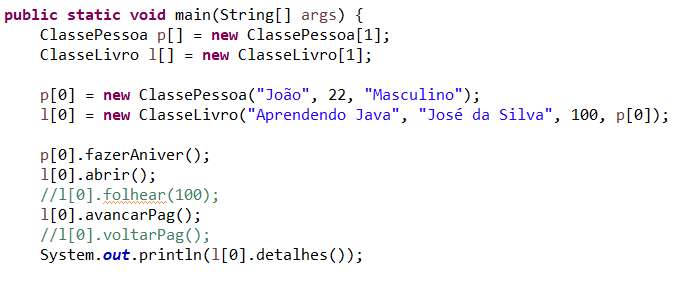 public static void main(String[] args) {
    ClassePessoa p[] = new ClassePessoa[1];
    ClasseLivro l[] = new ClasseLivro[1];

    p[0] = new ClassePessoa("João", 22, "Masculino");
    l[0] = new ClasseLivro("Aprendendo Java", "José da Silva", 100, p[0]);

    p[0].fazerAniver();
    l[0].abrir();
    //l[0].folhear(100);
    l[0].avancarPag();
    //l[0].voltarPag();
    System.out.println(l[0].detalhes());